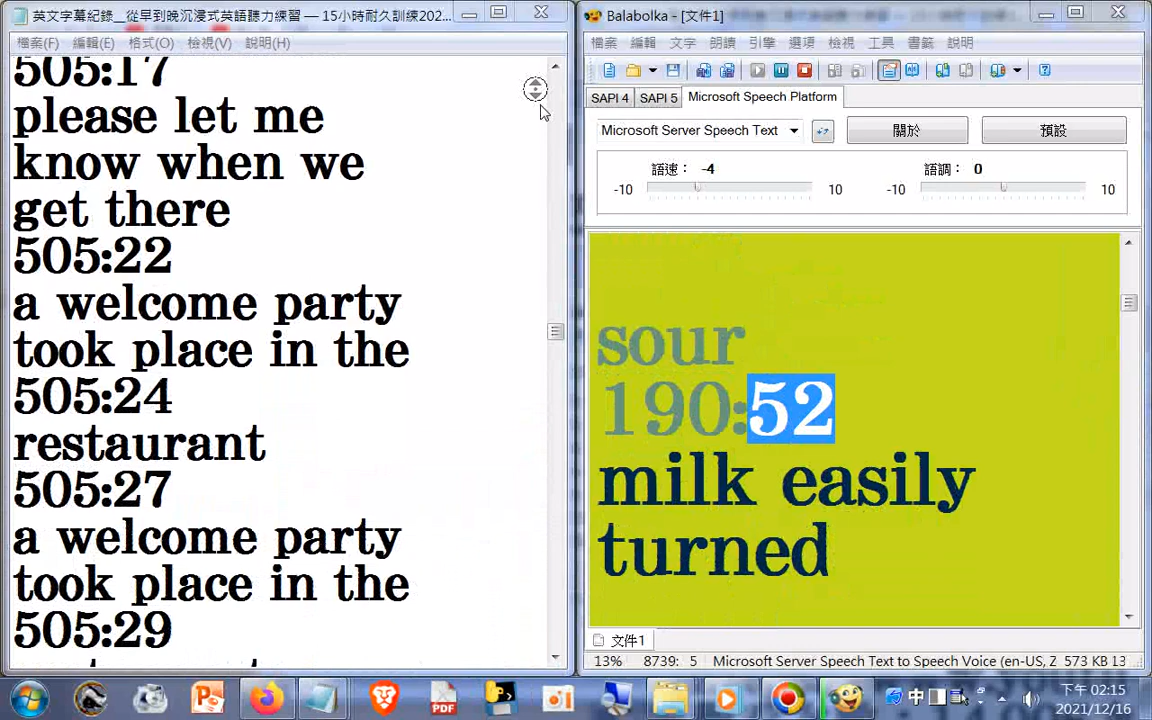 英文字幕紀錄__從早到晚沉浸式英語聽力練習 — 15小時耐久訓練202...
檔案(F) 編輯(E) 格式(O) 檢視(V) 說明(H)
505:17
please let me
know when we
get there
505:22
a welcome party
took place in the
505:24
restaurant
505:27
a welcome party
took place in the
505:29
Balabolka - [文件1]
檔案 編輯 文字 朗讀 引擎 選項 檢視 工具 書籤 說明
SAPI 4 SAPI 5 Microsoft Speech Platform
Microsoft Server Speech Text 關於 預設
語速： -4 語調： 0
-10 10 -10 10
sour
190:52
milk easily
turned
文件1
13% 8739: 5 Microsoft Server Speech Text to Speech Voice (en-US, Z 573 KB 13
PDF 中 下午 02:15
2021/12/16